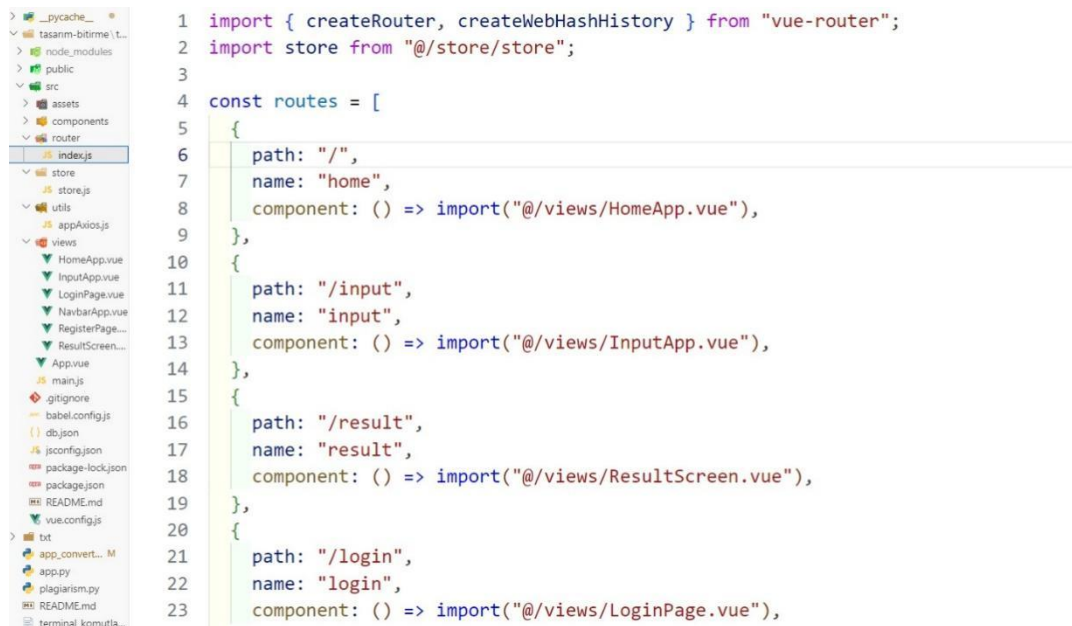 __pycache__
tasarım-bitirme\t...
node_modules
public
src
assets
components
router
JS index.js
store
JS store.js
utils
JS appAxios.js
views
HomeApp.vue
InputApp.vue
LoginPage.vue
NavbarApp.vue
RegisterPage....
ResultScreen....
App.vue
JS main.js
.gitignore
babel.config.js
{ } db.json
JS jsconfig.json
package-lock.json
package.json
README.md
vue.config.js
txt
app_convert... M
app.py
plagiarism.py
README.md
terminal_komutla...
1 import { createRouter, createWebHashHistory } from "vue-router";
2 import store from "@/store/store";
3
4 const routes = [
5 {
6 path: "/",
7 name: "home",
8 component: () => import("@/views/HomeApp.vue"),
9 },
10 {
11 path: "/input",
12 name: "input",
13 component: () => import("@/views/InputApp.vue"),
14 },
15 {
16 path: "/result",
17 name: "result",
18 component: () => import("@/views/ResultScreen.vue"),
19 },
20 {
21 path: "/login",
22 name: "login",
23 component: () => import("@/views/LoginPage.vue"),